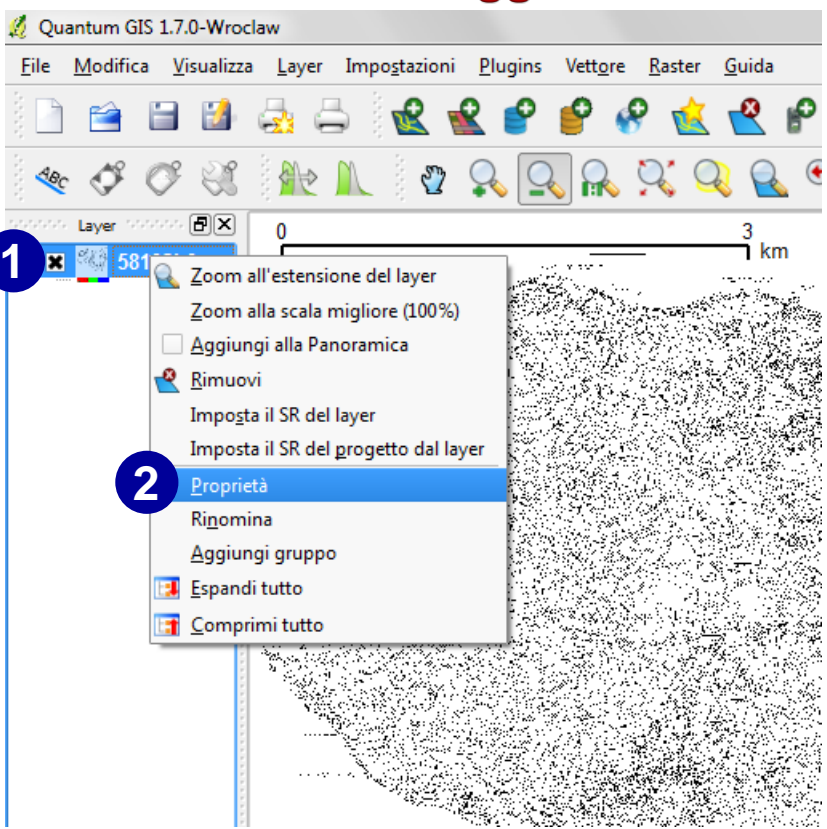 Quantum GIS 1.7.0-Wroclaw
File Modifica Visualizza Layer Impostazioni Plugins Vettore Raster Guida
ABC
Layer
0 3
km
1
Zoom all'estensione del layer
Zoom alla scala migliore (100%)
Aggiungi alla Panoramica
Rimuovi
Imposta il SR del layer
Imposta il SR del progetto dal layer
2 Proprietà
Rinomina
Aggiungi gruppo
Espandi tutto
Comprimi tutto